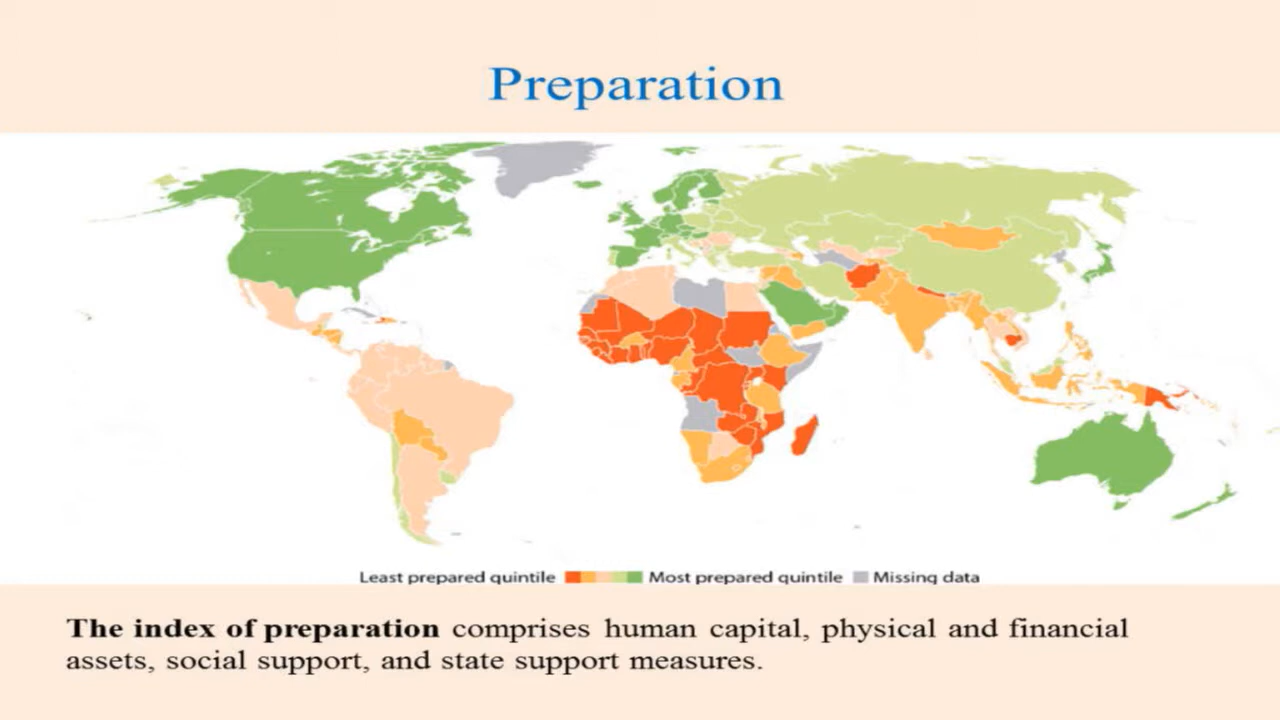 Preparation
Least prepared quintile Most prepared quintile Missing data
The index of preparation comprises human capital, physical and financial
assets, social support, and state support measures.